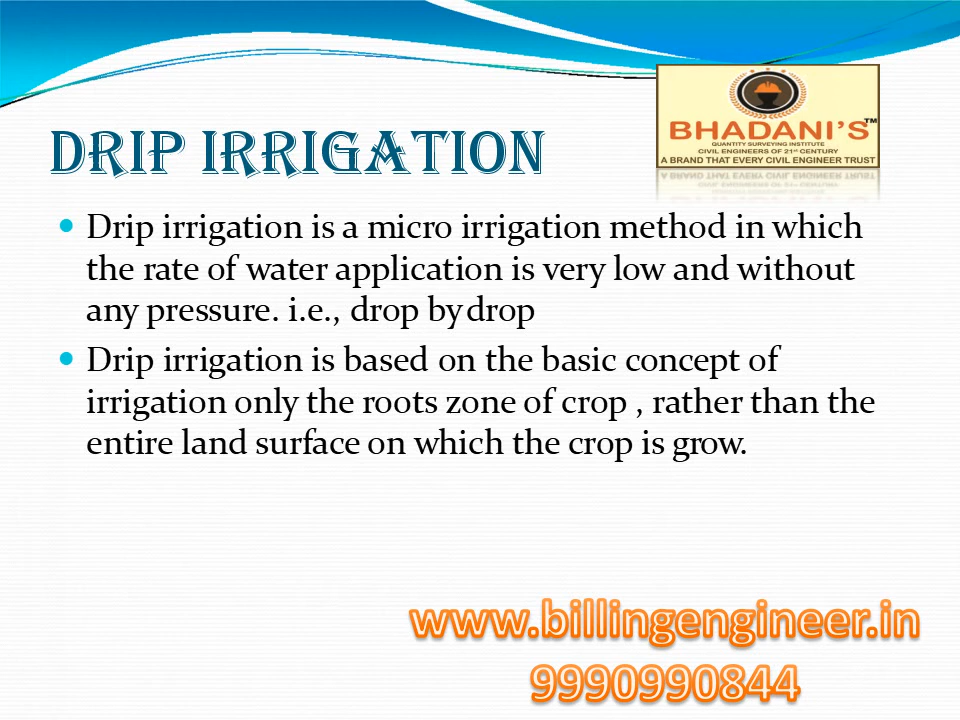 DRIP IRRIGATION
BHADANI'S™
QUANTITY SURVEYING INSTITUTE
CIVIL ENGINEERS OF 21ST CENTURY
A BRAND THAT EVERY CIVIL ENGINEER TRUST
Drip irrigation is a micro irrigation method in which
the rate of water application is very low and without
any pressure. i.e., drop by drop
Drip irrigation is based on the basic concept of
irrigation only the roots zone of crop , rather than the
entire land surface on which the crop is grow.
www.billingengineer.in
9990990844